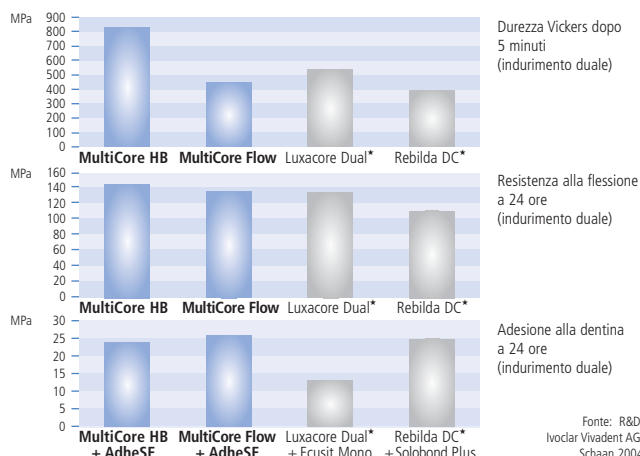 MPa
900
800
700
600
500
400
300
200
100
0
MultiCore HB MultiCore Flow Luxacore Dual★ Rebilda DC★
Durezza Vickers dopo
5 minuti
(indurimento duale)
MPa
160
140
120
100
80
60
40
20
0
MultiCore HB MultiCore Flow Luxacore Dual★ Rebilda DC★
Resistenza alla flessione
a 24 ore
(indurimento duale)
MPa
30
25
20
15
10
5
0
MultiCore HB MultiCore Flow Luxacore Dual★ Rebilda DC★
+ AdheSE + AdheSE + Ecusit Mono + Solobond Plus
Adesione alla dentina
a 24 ore
(indurimento duale)
Fonte: R&D
Ivoclar Vivadent AG
Schaan 2004